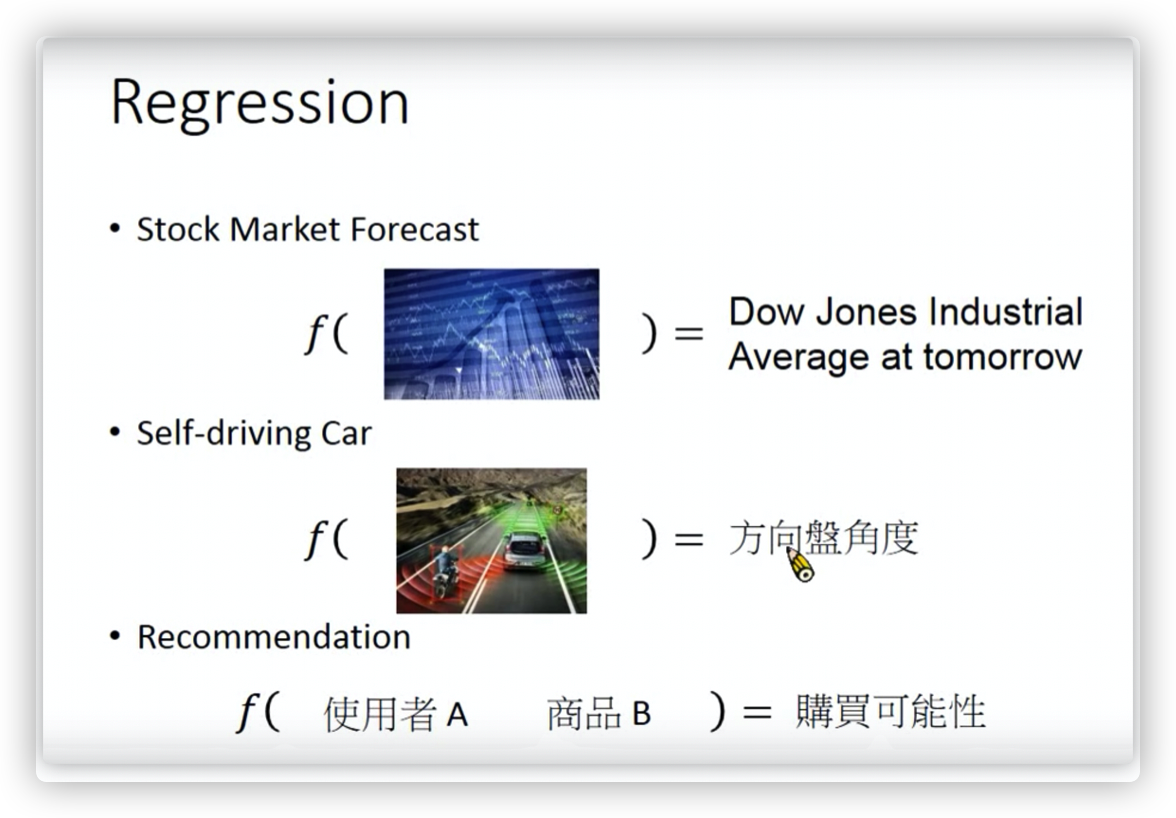 Regression
• Stock Market Forecast
f( ) = Dow Jones Industrial
Average at tomorrow
• Self-driving Car
f( ) = 方向盤角度
• Recommendation
f( 使用者 A 商品 B ) = 購買可能性